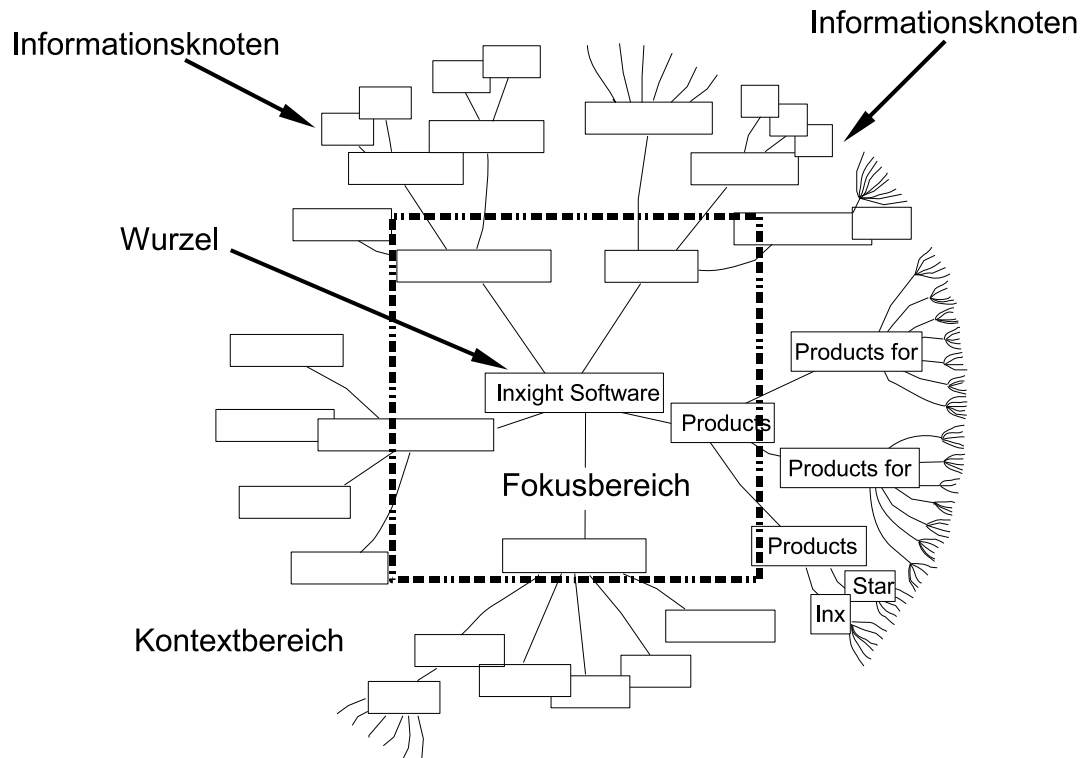 Informationsknoten
Informationsknoten
Wurzel
Products for
Inxight Software
Products
Products for
Fokusbereich
Products
Star
Inx
Kontextbereich